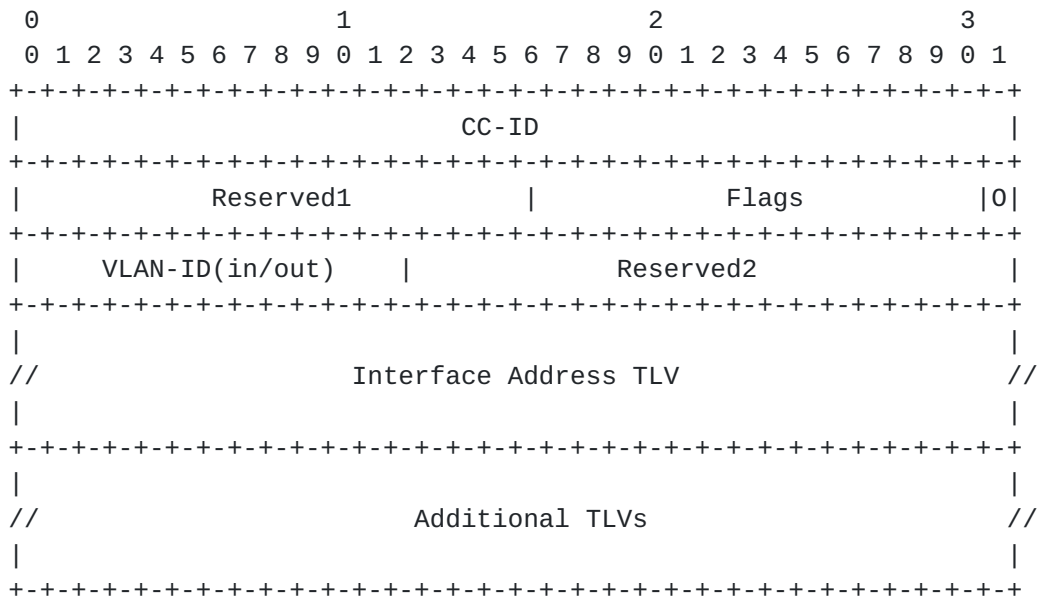 0                   1                   2                   3
 0 1 2 3 4 5 6 7 8 9 0 1 2 3 4 5 6 7 8 9 0 1 2 3 4 5 6 7 8 9 0 1
+-+-+-+-+-+-+-+-+-+-+-+-+-+-+-+-+-+-+-+-+-+-+-+-+-+-+-+-+-+-+-+-+
|                            CC-ID                              |
+-+-+-+-+-+-+-+-+-+-+-+-+-+-+-+-+-+-+-+-+-+-+-+-+-+-+-+-+-+-+-+-+
|            Reserved1           |            Flags           |O|
+-+-+-+-+-+-+-+-+-+-+-+-+-+-+-+-+-+-+-+-+-+-+-+-+-+-+-+-+-+-+-+-+
|     VLAN-ID(in/out)    |             Reserved2                |
+-+-+-+-+-+-+-+-+-+-+-+-+-+-+-+-+-+-+-+-+-+-+-+-+-+-+-+-+-+-+-+-+
|                                                               |
//                    Interface Address TLV                     //
|                                                               |
+-+-+-+-+-+-+-+-+-+-+-+-+-+-+-+-+-+-+-+-+-+-+-+-+-+-+-+-+-+-+-+-+
|                                                               |
//                        Additional TLVs                       //
|                                                               |
+-+-+-+-+-+-+-+-+-+-+-+-+-+-+-+-+-+-+-+-+-+-+-+-+-+-+-+-+-+-+-+-+